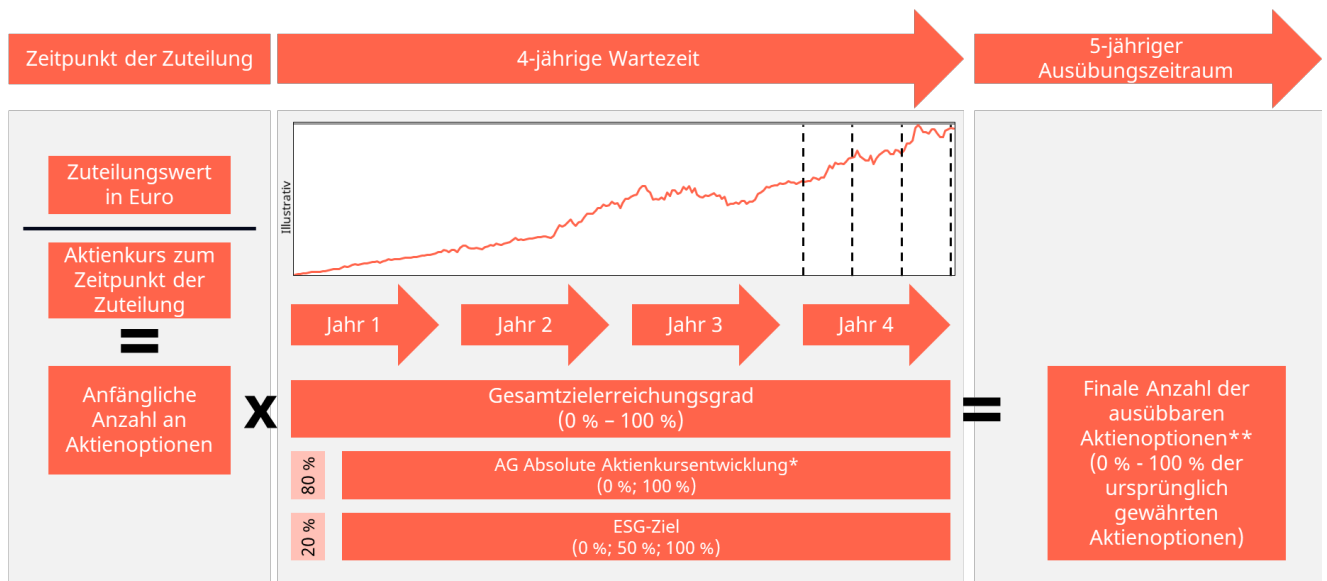 Zeitpunkt der Zuteilung
4-jährige Wartezeit
5-jähriger
Ausübungszeitraum
Zuteilungswert
in Euro
Aktienkurs zum
Zeitpunkt der
Zuteilung
=
Anfängliche
Anzahl an
Aktienoptionen
x
Illustrativ
Jahr 1
Jahr 2
Jahr 3
Jahr 4
Gesamtzielerreichungsgrad
(0 % – 100 %)
80 %
AG Absolute Aktienkursentwicklung*
(0 %; 100 %)
20 %
ESG-Ziel
(0 %; 50 %; 100 %)
=
Finale Anzahl der
ausübbaren
Aktienoptionen**
(0 % - 100 % der
ursprünglich
gewährten
Aktienoptionen)